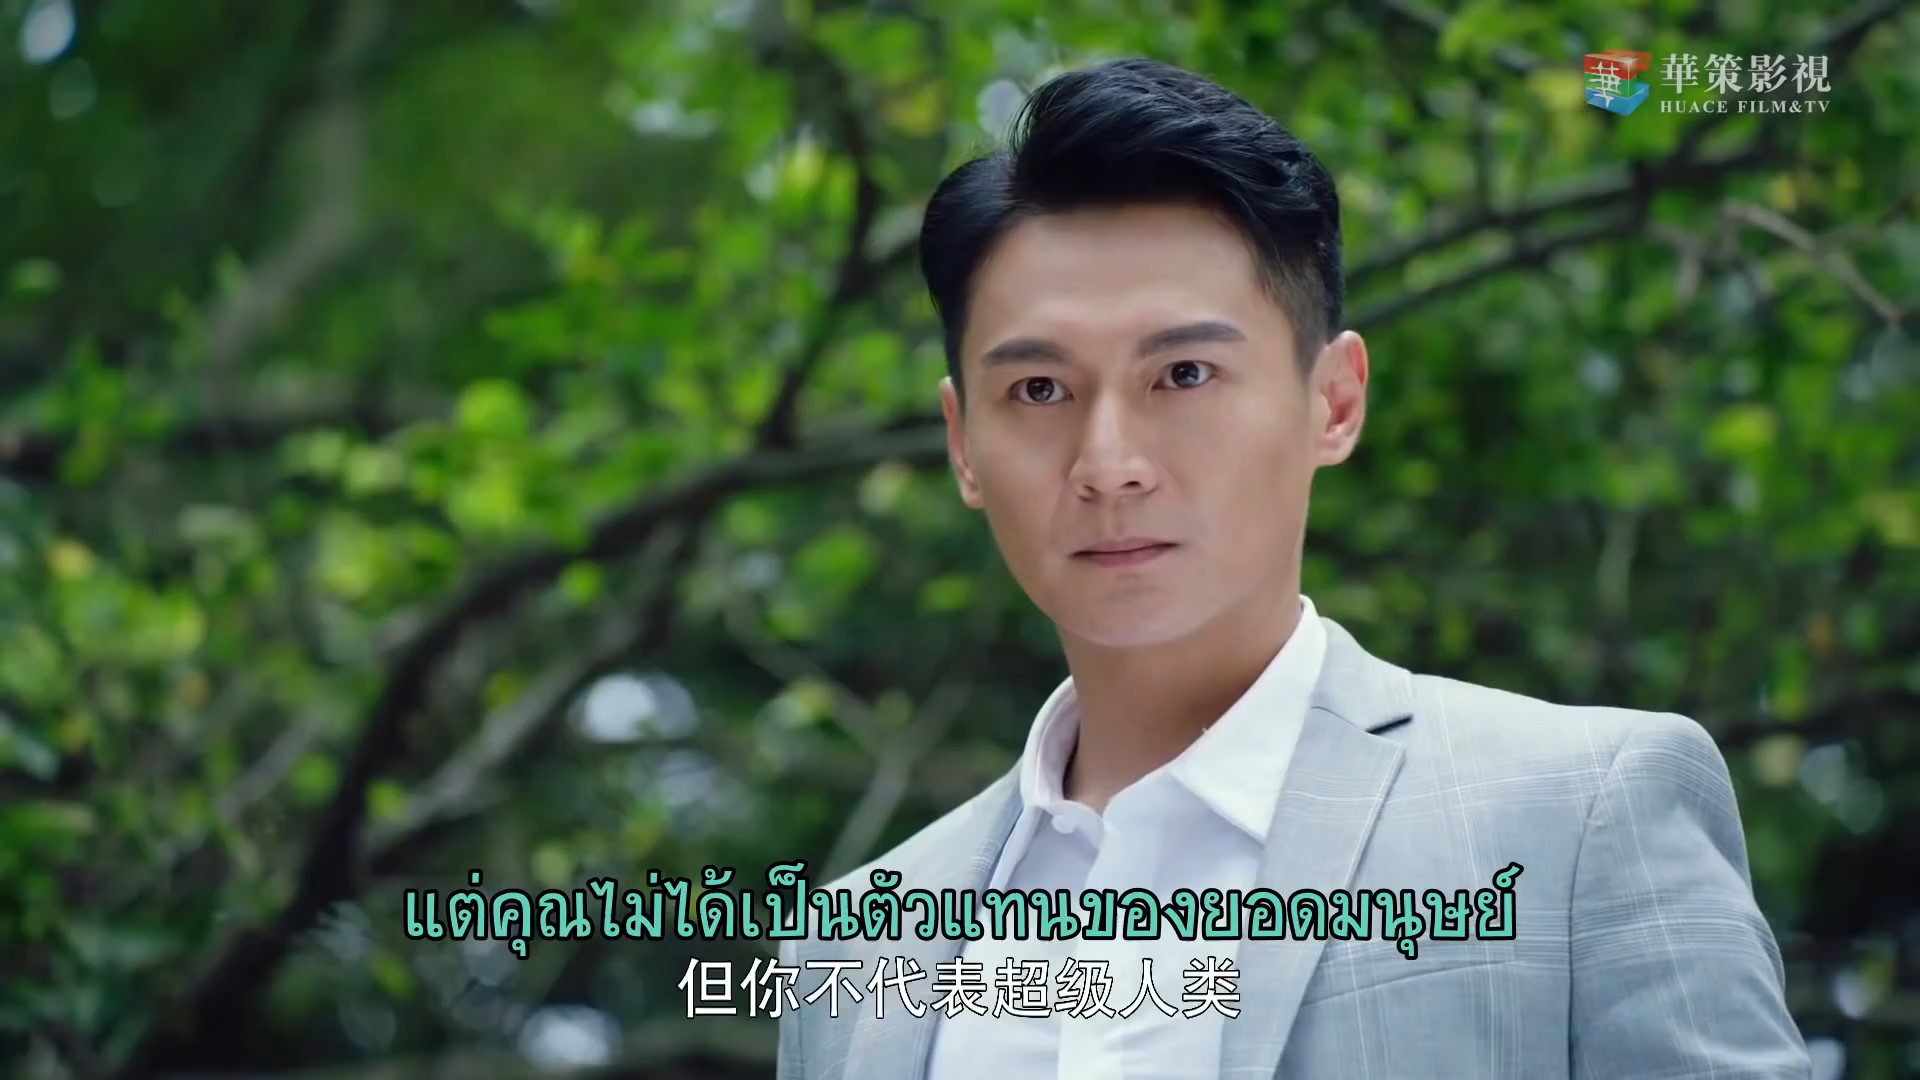 華策影視
HUACE FILM&TV
แต่คุณไม่ได้เป็นตัวแทนของยอดมนุษย์
但你不代表超级人类